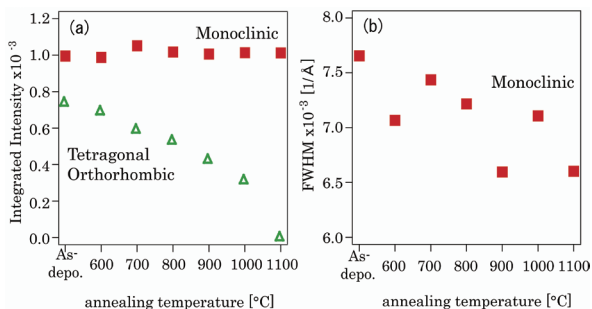 (a)
Monoclinic
1.2
1.0
0.8
0.6
0.4
0.2
0.0
Integrated Intensity x10 -3
Tetragonal
Orthorhombic
As-
depo.
600
700
800
900
1000
1100
annealing temperature [°C]
(b)
Monoclinic
8.0
7.5
7.0
6.5
6.0
FWHM x10-3 [1/Å]
As-
depo.
600
700
800
900
1000
1100
annealing temperature [°C]